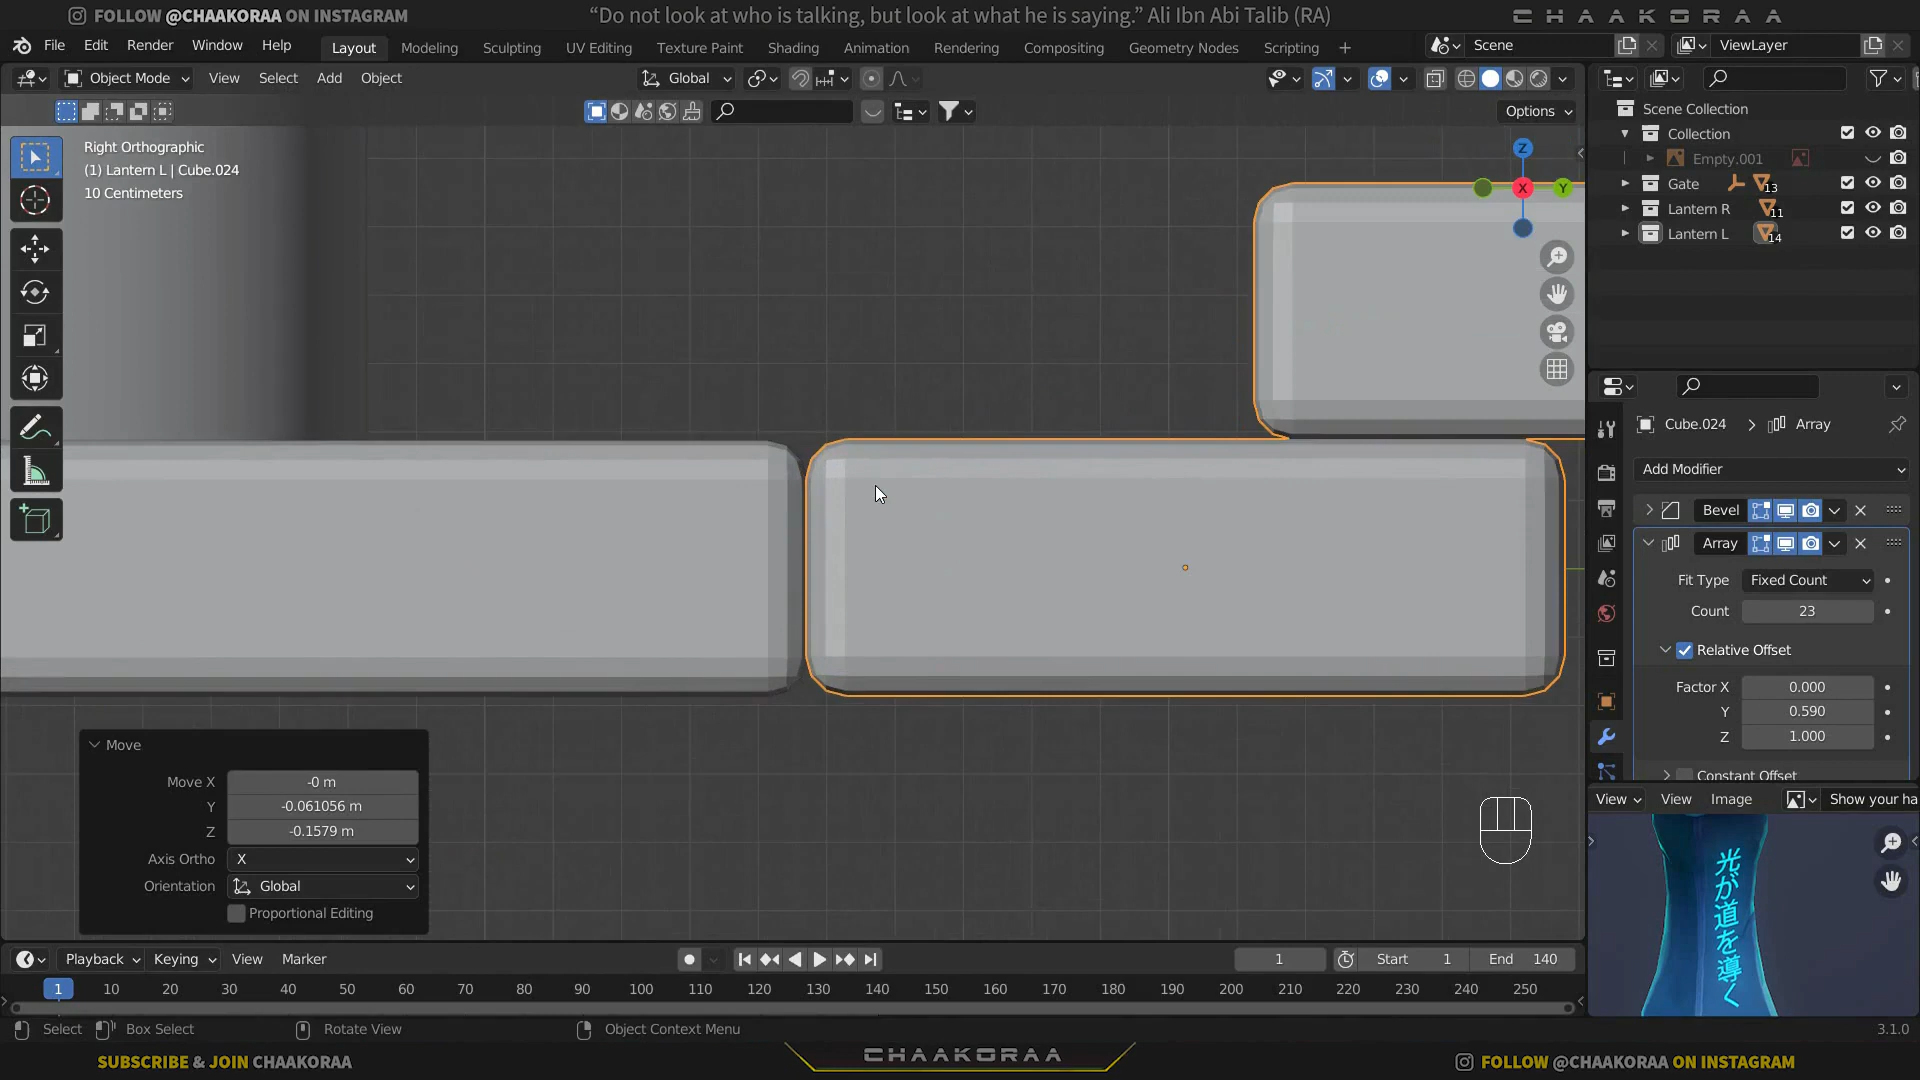 FOLLOW @CHAAKORAA ON INSTAGRAM
“Do not look at who is talking, but look at what he is saying.” Ali Ibn Abi Talib (RA)
CHAAKORAA
File Edit Render Window Help
Layout Modeling Sculpting UV Editing Texture Paint Shading Animation Rendering Compositing Geometry Nodes Scripting +
Scene
ViewLayer
Object Mode View Select Add Object
Global
Options
Right Orthographic
(1) Lantern L | Cube.024
10 Centimeters
Z
X
Y
Scene Collection
Collection
Empty.001
Gate 13
Lantern R 11
Lantern L 14
Cube.024 > Array
Add Modifier
Bevel
Array
Fit Type Fixed Count
Count 23
Relative Offset
Factor X 0.000
Y 0.590
Z 1.000
Constant Offset
View View Image Show your ha
光が道を導く
Move
Move X -0 m
Y -0.061056 m
Z -0.1579 m
Axis Ortho X
Orientation Global
Proportional Editing
Playback Keying View Marker
1 Start 1 End 140
1 10 20 30 40 50 60 70 80 90 100 110 120 130 140 150 160 170 180 190 200 210 220 230 240 250
Select Box Select Rotate View Object Context Menu 3.1.0
SUBSCRIBE & JOIN CHAAKORAA
CHAAKORAA
FOLLOW @CHAAKORAA ON INSTAGRAM